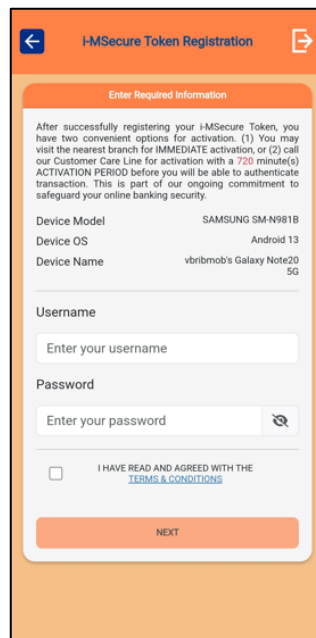 i-MSecure Token Registration
Enter Required Information
After successfully registering your i-MSecure Token, you
have two convenient options for activation. (1) You may
visit the nearest branch for IMMEDIATE activation, or (2) call
our Customer Care Line for activation with a 720 minute(s)
ACTIVATION PERIOD before you will be able to authenticate
transaction. This is part of our ongoing commitment to
safeguard your online banking security.
Device Model SAMSUNG SM-N981B
Device OS Android 13
Device Name vbribmob's Galaxy Note20
5G
Username
Enter your username
Password
Enter your password
I HAVE READ AND AGREED WITH THE
TERMS & CONDITIONS
NEXT